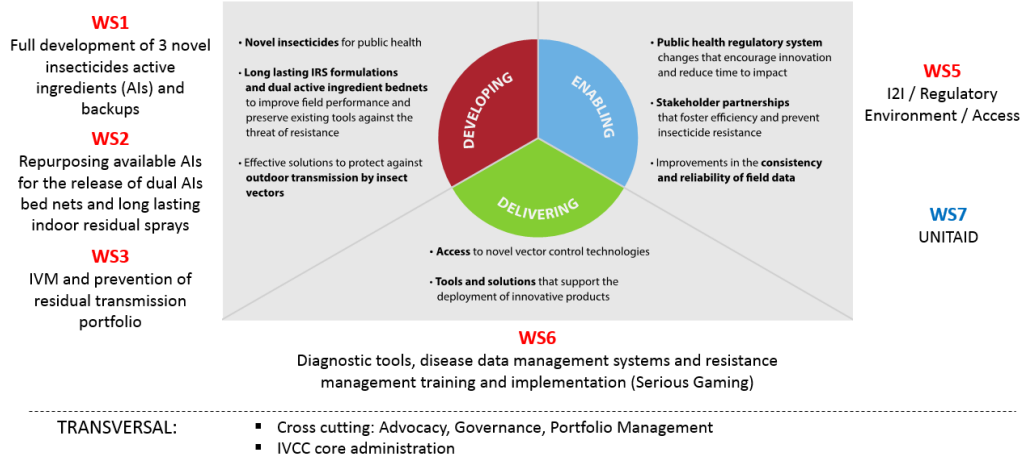 WS1
Full development of 3 novel
insecticides active
ingredients (AIs) and
backups
WS2
Repurposing available AIs
for the release of dual AIs
bed nets and long lasting
indoor residual sprays
WS3
IVM and prevention of
residual transmission
portfolio
• Novel insecticides for public health
• Long lasting IRS formulations
and dual active ingredient bednets
to improve field performance and
preserve existing tools against the
threat of resistance
• Effective solutions to protect against
outdoor transmission by insect
vectors
DEVELOPING
ENABLING
DELIVERING
• Public health regulatory system
changes that encourage innovation
and reduce time to impact
• Stakeholder partnerships
that foster efficiency and prevent
insecticide resistance
• Improvements in the consistency
and reliability of field data
• Access to novel vector control technologies
• Tools and solutions that support the
deployment of innovative products
WS5
I2I / Regulatory
Environment / Access
WS7
UNITAID
WS6
Diagnostic tools, disease data management systems and resistance
management training and implementation (Serious Gaming)
TRANSVERSAL:
▪ Cross cutting: Advocacy, Governance, Portfolio Management
▪ IVCC core administration